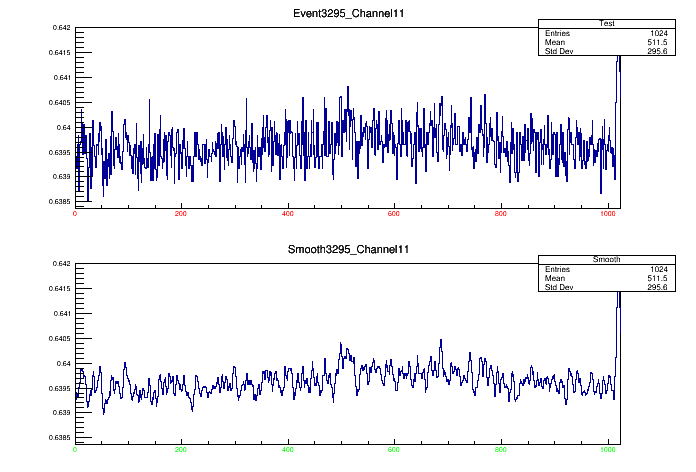 Event3295_Channel11
Test
Entries 1024
Mean 511.5
Std Dev 295.6
0.642
0.6415
0.641
0.6405
0.64
0.6395
0.639
0.6385
0 200 400 600 800 1000
Smooth3295_Channel11
Smooth
Entries 1024
Mean 511.5
Std Dev 295.6
0.642
0.6415
0.641
0.6405
0.64
0.6395
0.639
0.6385
0 200 400 600 800 1000